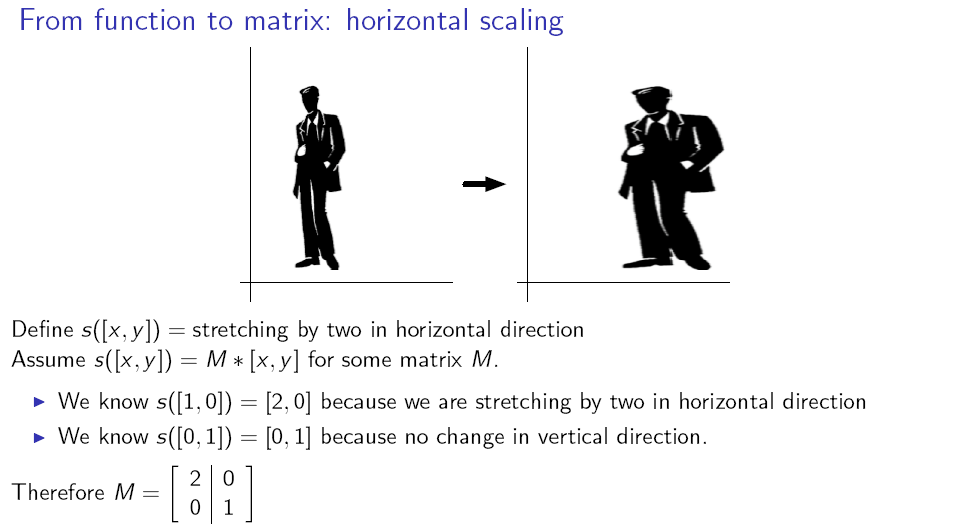 From function to matrix: horizontal scaling
Define s([x, y]) = stretching by two in horizontal direction
Assume s([x, y]) = M ∗ [x, y] for some matrix M.
▶ We know s([1, 0]) = [2, 0] because we are stretching by two in horizontal direction
▶ We know s([0, 1]) = [0, 1] because no change in vertical direction.
Therefore M = [ 2 | 0
0 | 1 ]